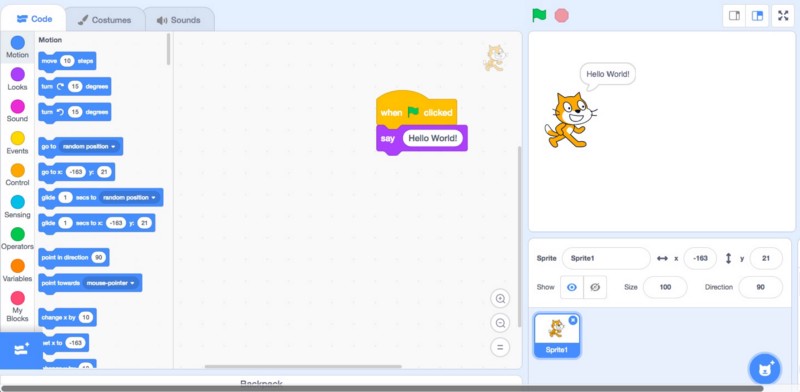 Code
Costumes
Sounds
Motion
Looks
Sound
Events
Control
Sensing
Operators
Variables
My
Blocks
Motion
move 10 steps
turn 15 degrees
turn 15 degrees
go to random position
go to x: -163 y: 21
glide 1 secs to random position
glide 1 secs to x: -163 y: 21
point in direction 90
point towards mouse-pointer
change x by 10
set x to -163
when clicked
say Hello World!
Backpack
Hello World!
Sprite Sprite1 x -163 y 21
Show Size 100 Direction 90
Sprite1